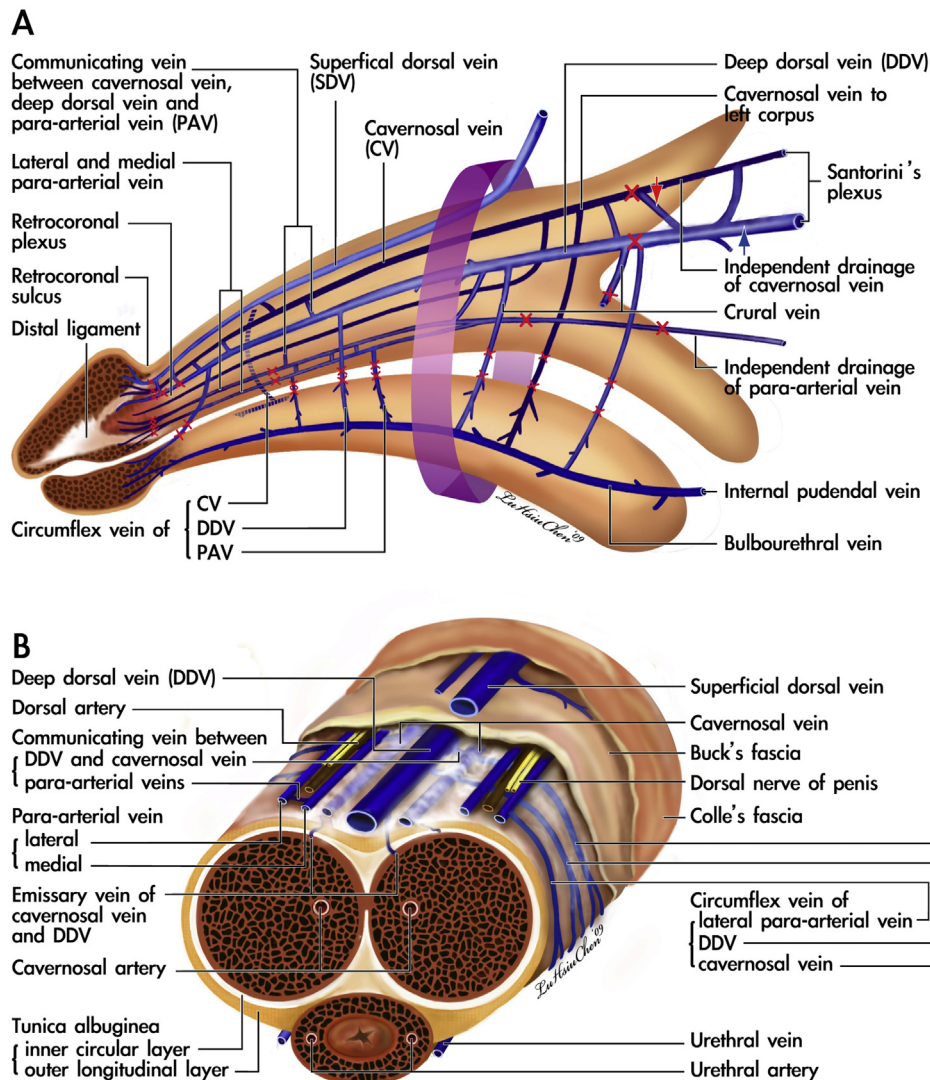 A
Communicating vein
between cavernosal vein,
deep dorsal vein and
para-arterial vein (PAV)
Superfical dorsal vein
(SDV)
Cavernosal vein
(CV)
Deep dorsal vein (DDV)
Cavernosal vein to
left corpus
Lateral and medial
para-arterial vein
Santorini's
plexus
Retrocoronal
plexus
Retrocoronal
sulcus
Distal ligament
Independent drainage
of cavernosal vein
Crural vein
Independent drainage
of para-arterial vein
Circumflex vein of
CV
DDV
PAV
Internal pudendal vein
Bulbourethral vein
LuHsiuChen '09
B
Deep dorsal vein (DDV)
Dorsal artery
Communicating vein between
DDV and cavernosal vein
para-arterial veins
Para-arterial vein
lateral
medial
Emissary vein of
cavernosal vein
and DDV
Cavernosal artery
Tunica albuginea
inner circular layer
outer longitudinal layer
Superficial dorsal vein
Cavernosal vein
Buck's fascia
Dorsal nerve of penis
Colle's fascia
Circumflex vein of
lateral para-arterial vein
DDV
cavernosal vein
LuHsiuChen '09
Urethral vein
Urethral artery